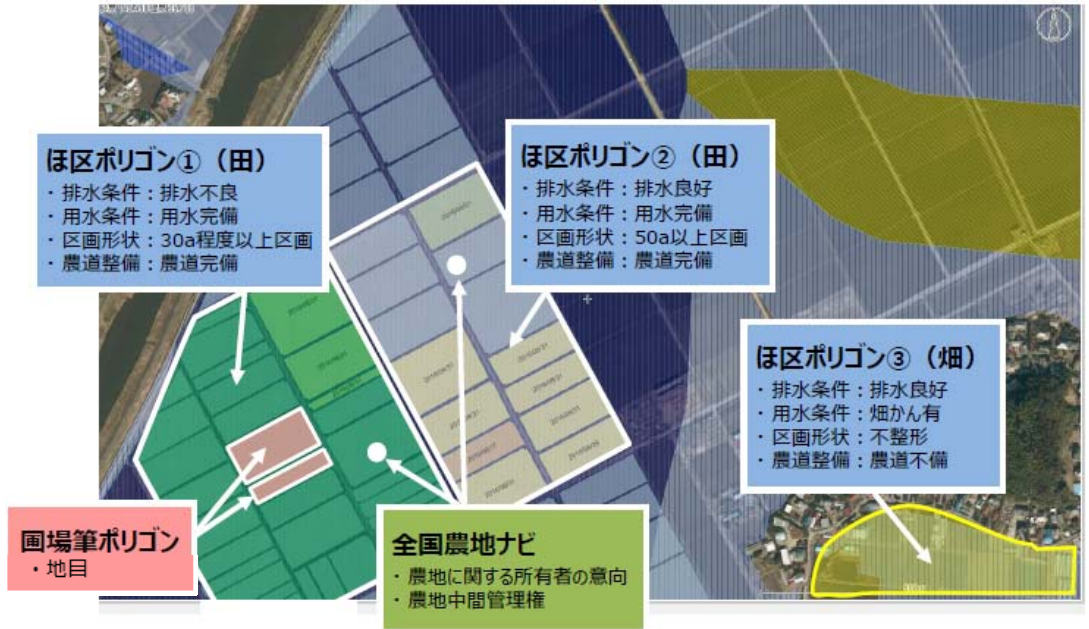 ほ区ポリゴン①（田）
・排水条件：排水不良
・用水条件：用水完備
・区画形状：30a程度以上区画
・農道整備：農道完備
ほ区ポリゴン②（田）
・排水条件：排水良好
・用水条件：用水完備
・区画形状：50a以上区画
・農道整備：農道完備
ほ区ポリゴン③（畑）
・排水条件：排水良好
・用水条件：畑かん有
・区画形状：不整形
・農道整備：農道不備
圃場筆ポリゴン
・地目
全国農地ナビ
・農地に関する所有者の意向
・農地中間管理権